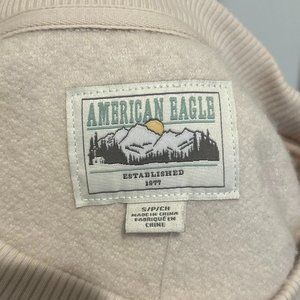 AMERICAN EAGLE
ESTABLISHED
1977
S/P/CH
MADE IN CHINA
FABRIQUÉ EN
CHINE